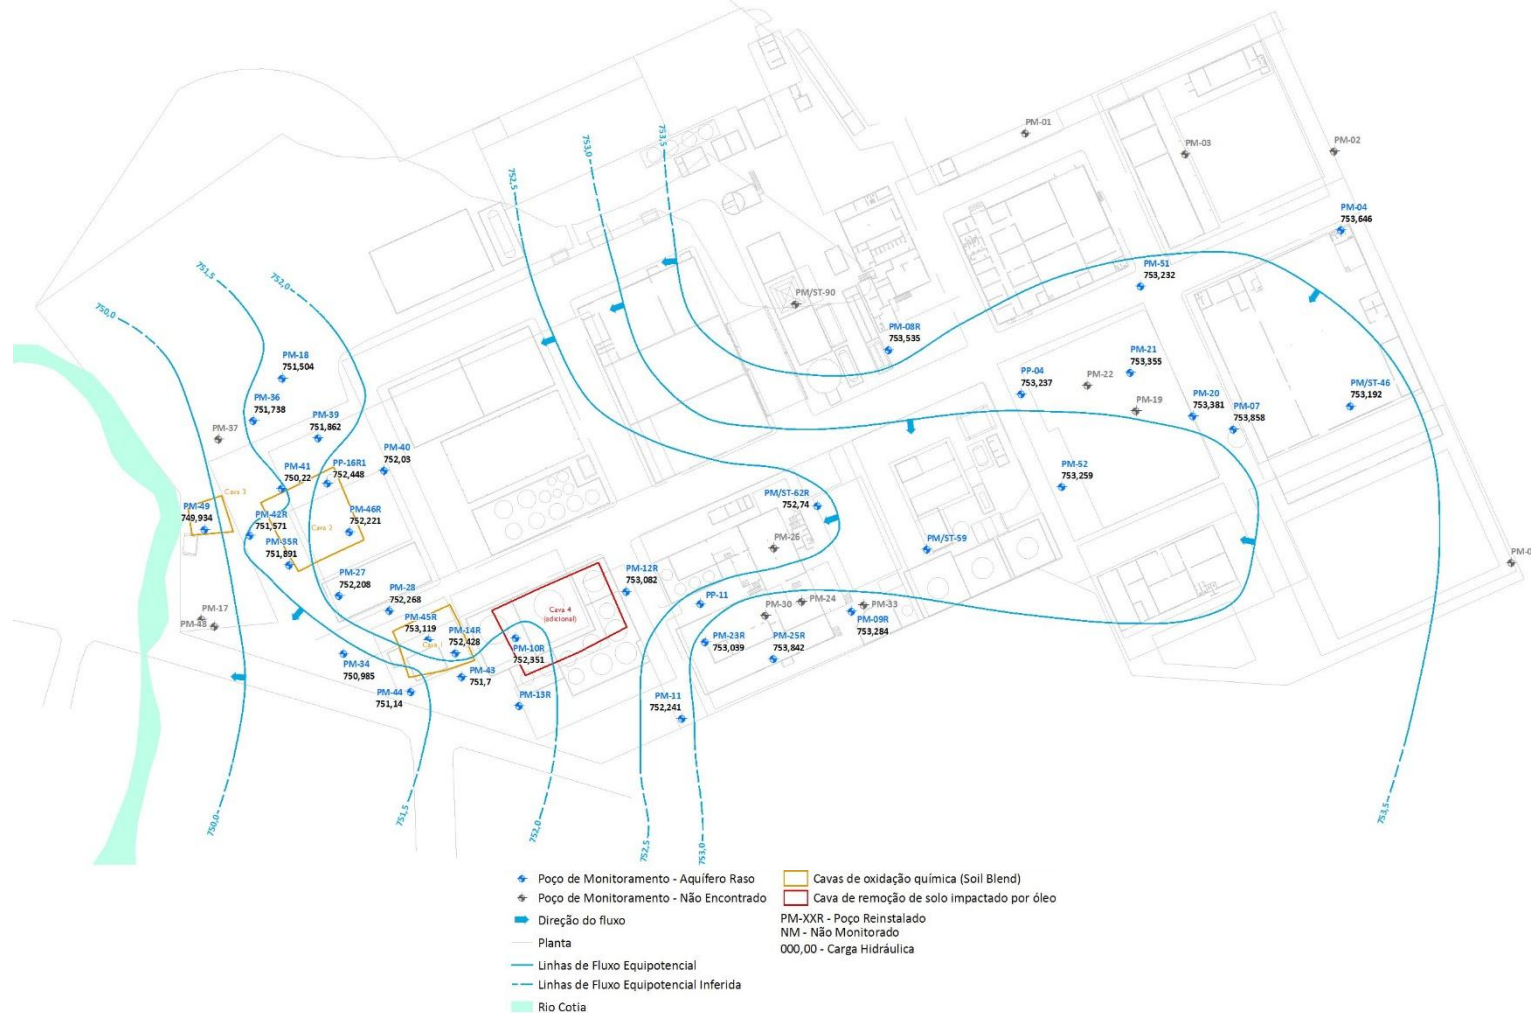 PM-01
PM-03
PM-02
753,5
753,0
752,5
PM-04
753,646
751,5
752,0
750,0
PM-51
753,232
PM/ST-90
PM-08R
753,535
PM-18
751,504
PM-21
753,355
PP-04
753,237
PM-22
PM/ST-46
753,192
PM-36
751,738
PM-39
751,862
PM-19
PM-20
753,381
PM-07
753,858
PM-37
PM-40
752,03
PM-41
750,22
PP-16R1
752,448
PM-52
753,259
Cava 3
PM-49
749,934
PM-42R
751,571
Cava 2
PM-46R
752,221
PM/ST-62R
752,74
PM-35R
751,891
PM-26
PM/ST-59
PM-0
PM-27
752,208
PM-28
752,268
PM-12R
753,082
PP-11
PM-24
PM-30
PM-33
PM-09R
753,284
PM-17
PM-48
PM-45R
753,119
Cava 1
PM-14R
752,428
Cava 4
(adicional)
PM-10R
752,351
PM-23R
753,039
PM-25R
753,842
PM-34
750,985
PM-43
751,7
PM-44
751,14
PM-13R
PM-11
752,241
750,0
751,5
752,0
752,5
753,0
753,5
Poço de Monitoramento - Aquífero Raso
Poço de Monitoramento - Não Encontrado
Direção do fluxo
Planta
Linhas de Fluxo Equipotencial
Linhas de Fluxo Equipotencial Inferida
Rio Cotia
Cavas de oxidação química (Soil Blend)
Cava de remoção de solo impactado por óleo
PM-XXR - Poço Reinstalado
NM - Não Monitorado
000,00 - Carga Hidráulica